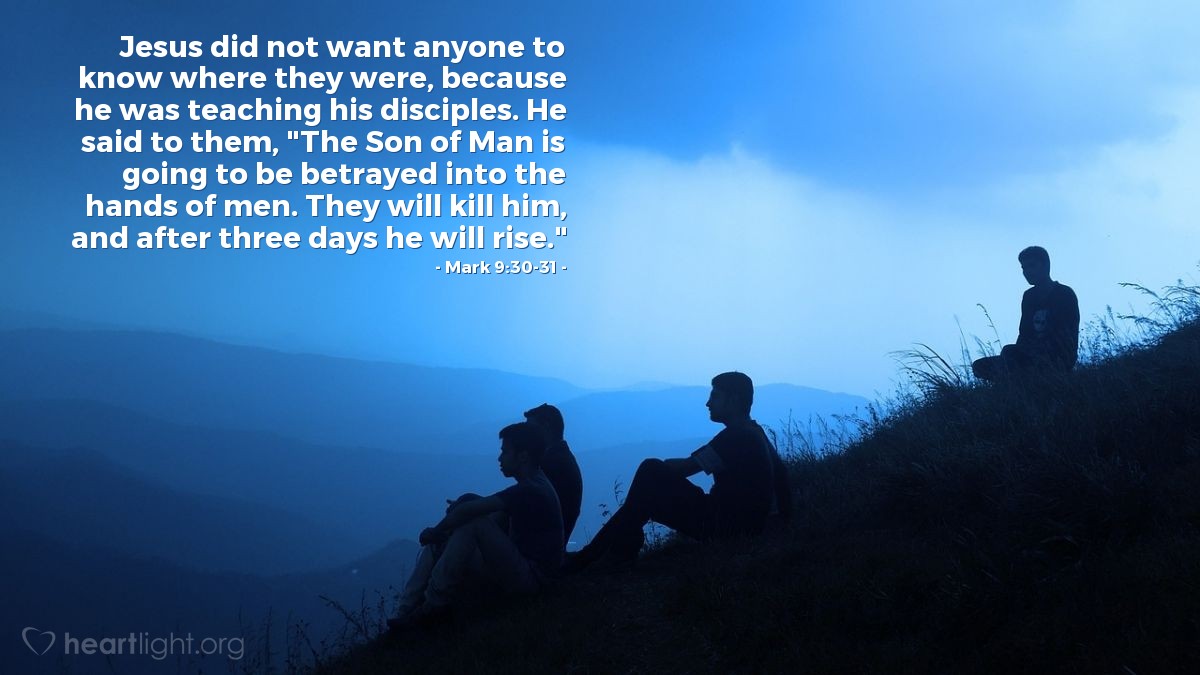 Jesus did not want anyone to
know where they were, because
he was teaching his disciples. He
said to them, "The Son of Man is
going to be betrayed into the
hands of men. They will kill him,
and after three days he will rise."
- Mark 9:30-31 -
heartlight.org